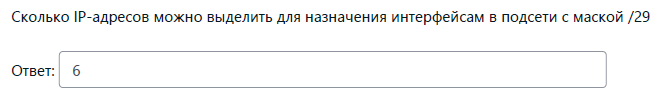 Сколько IP-адресов можно выделить для назначения интерфейсам в подсети с маской /29
Ответ: 6